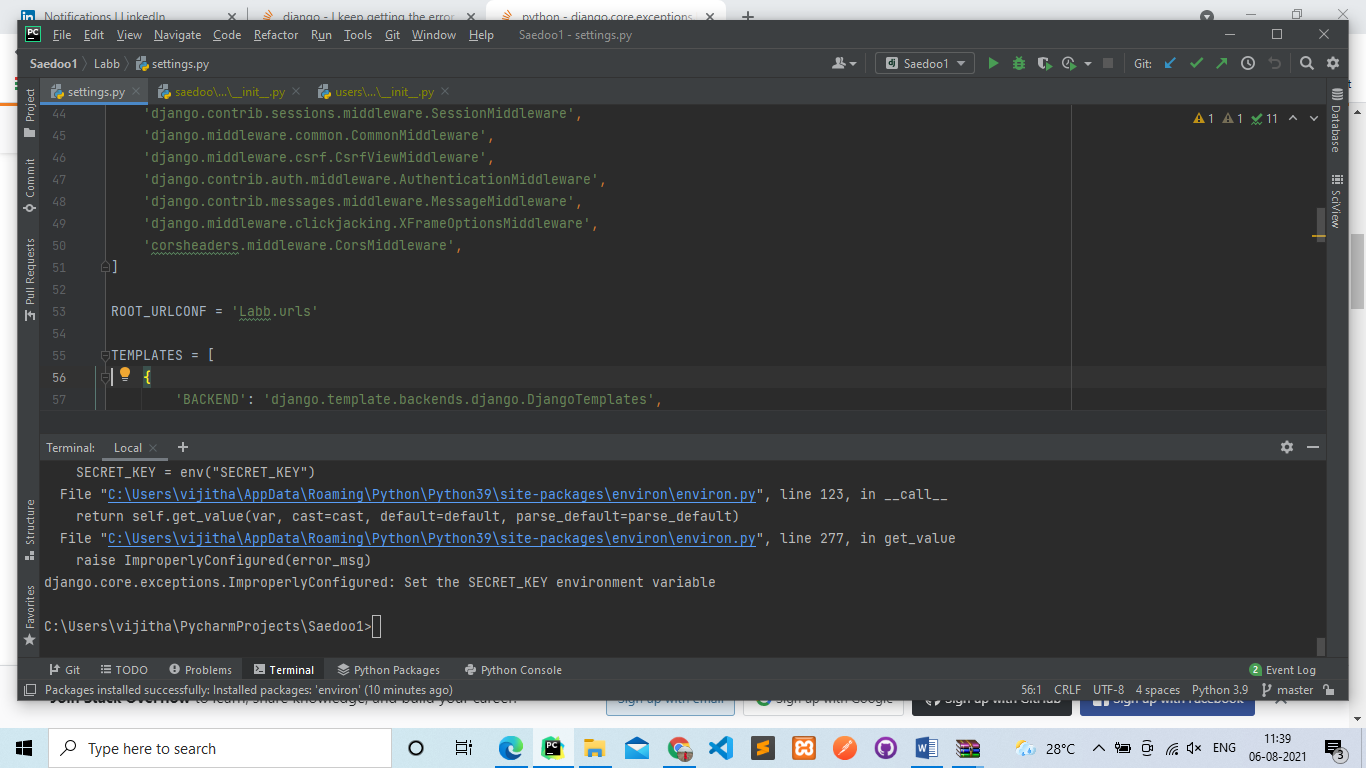 Notifications | LinkedIn
django - I keep getting the error
python - django.core.exceptions
File Edit View Navigate Code Refactor Run Tools Git Window Help Saedoo1 - settings.py
Saedoo1 Labb settings.py
Saedoo1 Git:
settings.py saedoo\...\__init__.py users\...\__init__.py
44 'django.contrib.sessions.middleware.SessionMiddleware',
1 1 11
45 'django.middleware.common.CommonMiddleware',
46 'django.middleware.csrf.CsrfViewMiddleware',
47 'django.contrib.auth.middleware.AuthenticationMiddleware',
48 'django.contrib.messages.middleware.MessageMiddleware',
49 'django.middleware.clickjacking.XFrameOptionsMiddleware',
50 'corsheaders.middleware.CorsMiddleware',
51 ]
52
53 ROOT_URLCONF = 'Labb.urls'
54
55 TEMPLATES = [
56 {
57 'BACKEND': 'django.template.backends.django.DjangoTemplates',
Project
Commit
Pull Requests
Structure
Favorites
Database
SciView
Terminal: Local
SECRET_KEY = env("SECRET_KEY")
File "C:\Users\vijitha\AppData\Roaming\Python\Python39\site-packages\environ\environ.py", line 123, in __call__
return self.get_value(var, cast=cast, default=default, parse_default=parse_default)
File "C:\Users\vijitha\AppData\Roaming\Python\Python39\site-packages\environ\environ.py", line 277, in get_value
raise ImproperlyConfigured(error_msg)
django.core.exceptions.ImproperlyConfigured: Set the SECRET_KEY environment variable
C:\Users\vijitha\PycharmProjects\Saedoo1>
Git TODO Problems Terminal Python Packages Python Console 2 Event Log
Packages installed successfully: Installed packages: 'environ' (10 minutes ago) 56:1 CRLF UTF-8 4 spaces Python 3.9 master
Join Stack Overflow to learn, share knowledge, and build your career. Sign up with email Sign up with Google Sign up with GitHub Sign up with Facebook
Type here to search
28°C ENG 11:39
06-08-2021
3